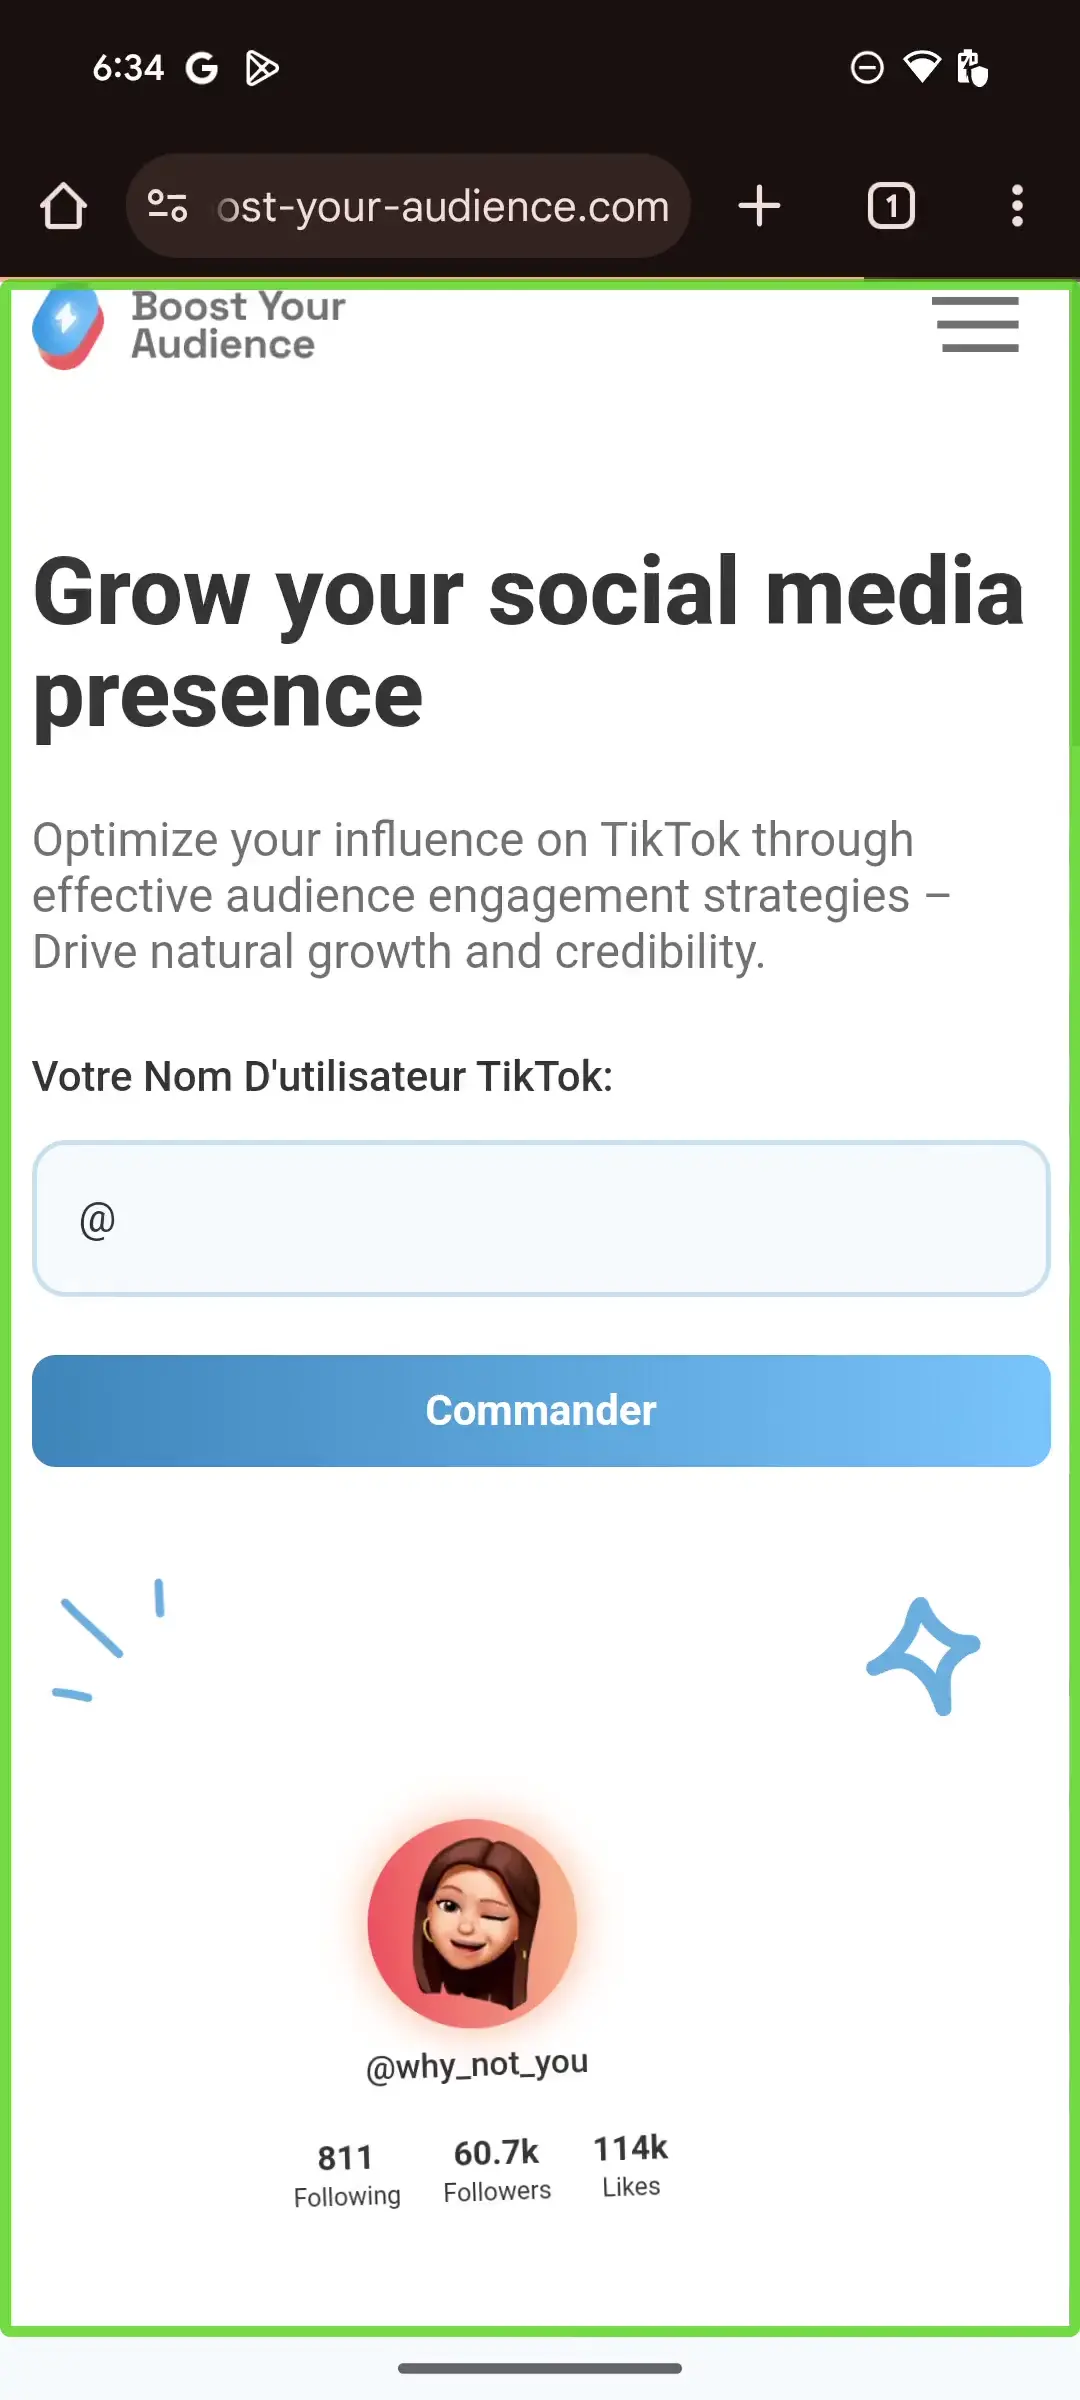 6:34
ost-your-audience.com
1
Boost Your
Audience
Grow your social media
presence
Optimize your influence on TikTok through
effective audience engagement strategies –
Drive natural growth and credibility.
Votre Nom D'utilisateur TikTok:
@
Commander
@why_not_you
811 60.7k 114k
Following Followers Likes